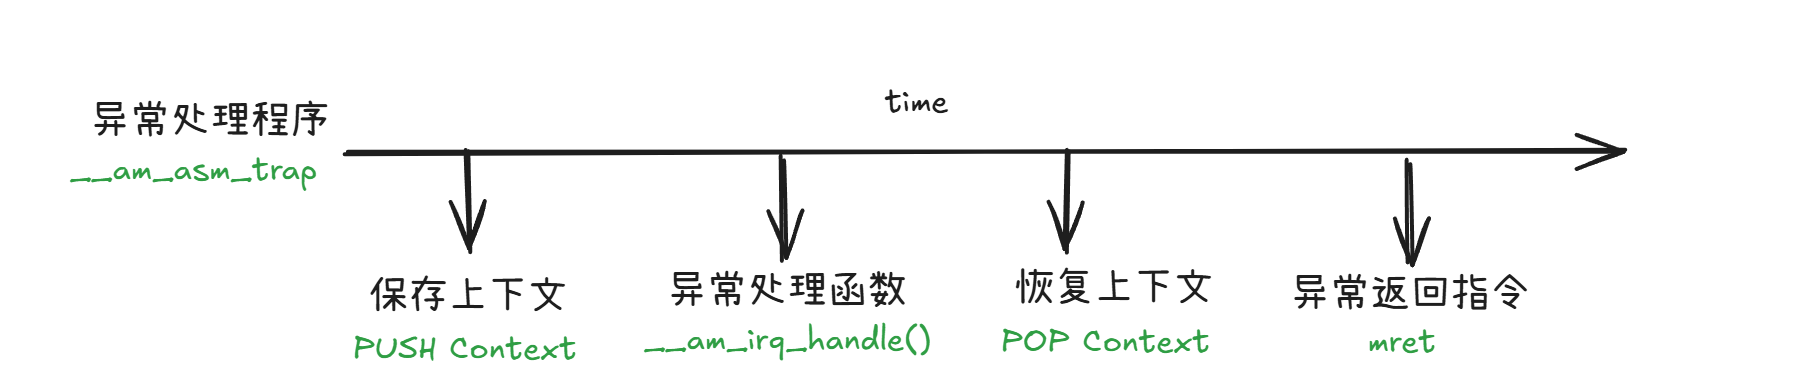 time
异常处理程序
__am_asm_trap
保存上下文
PUSH Context
异常处理函数
__am_irq_handle()
恢复上下文
POP Context
异常返回指令
mret